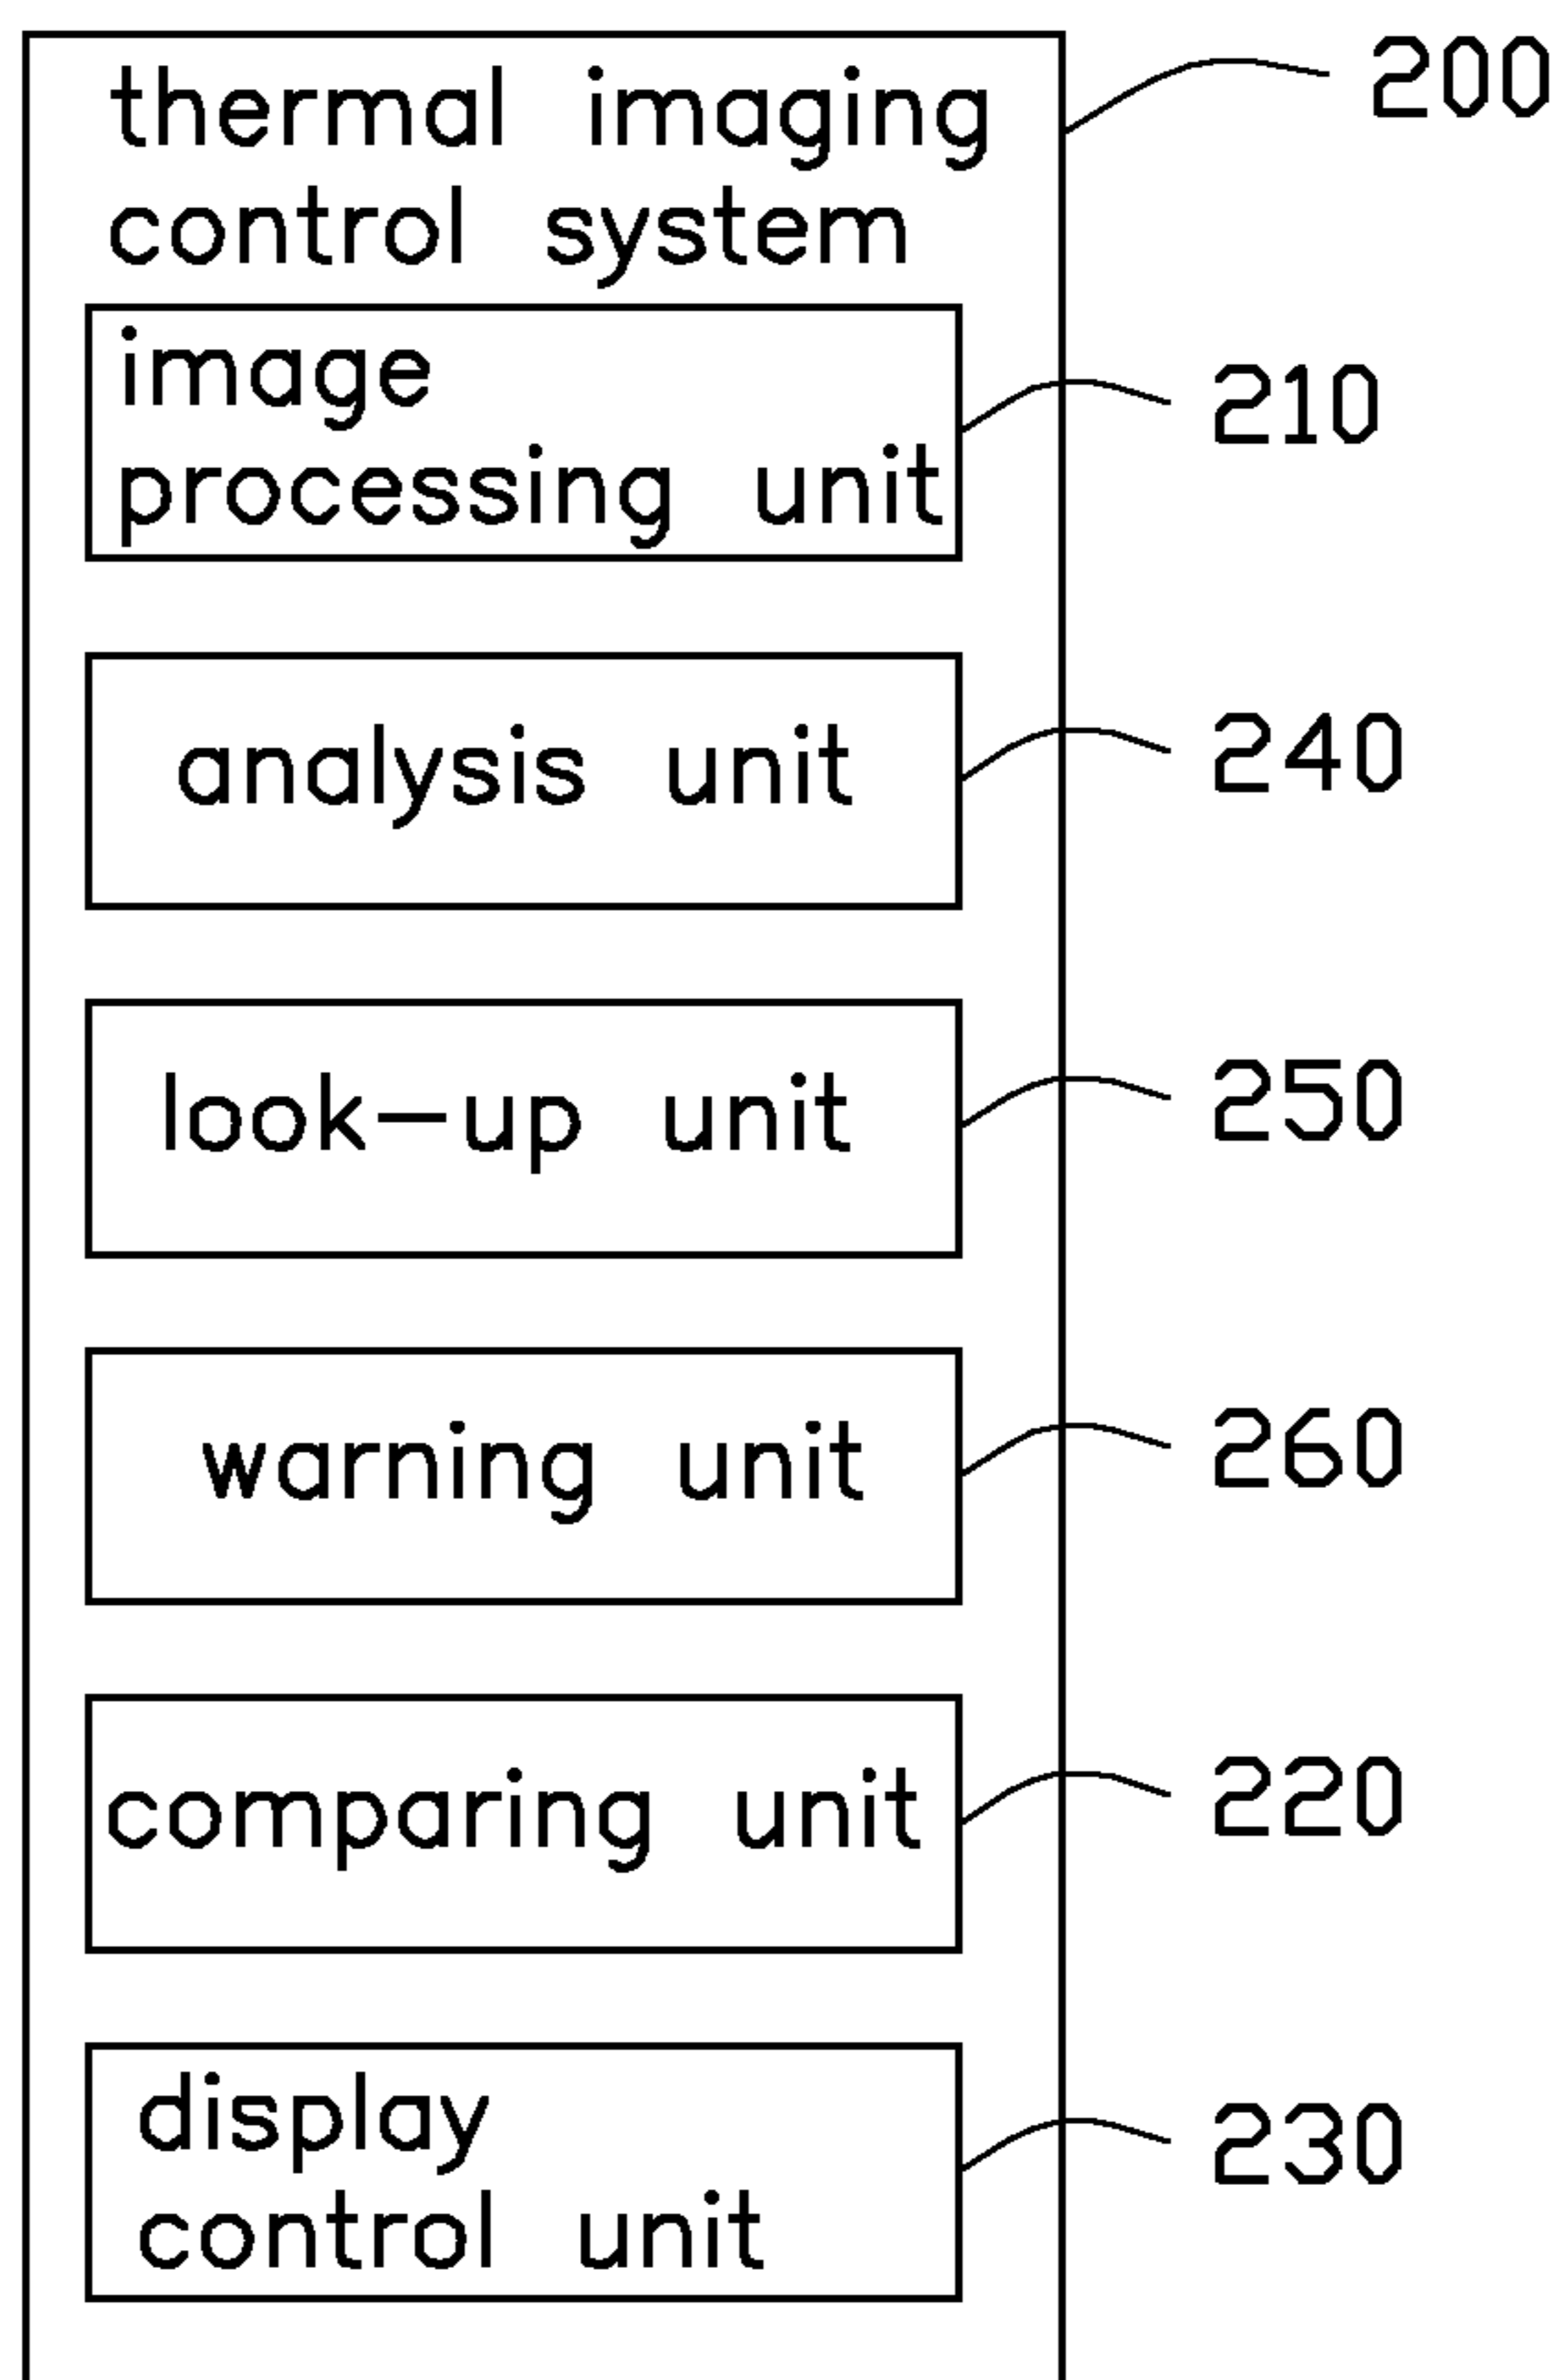 thermal imaging 200
control system
image 210
processing unit
analysis unit 240
look-up unit 250
warning unit 260
comparing unit 220
display 230
control unit